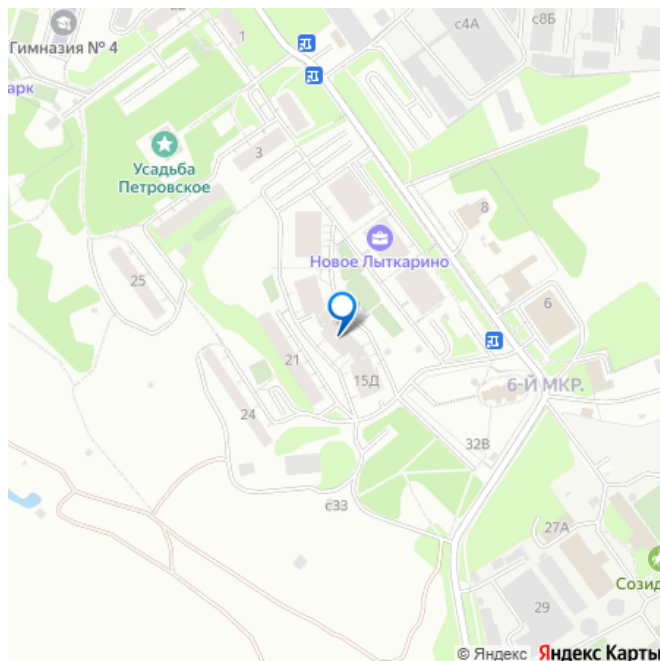 22
с4А
с8Б
Гимназия № 4
1
арк
3
Усадьба
Петровское
8
Новое Лыткарино
25
6
21
15Д
6-Й МКР.
24
32В
с33
27А
Созид
29
© Яндекс Яндекс Карты